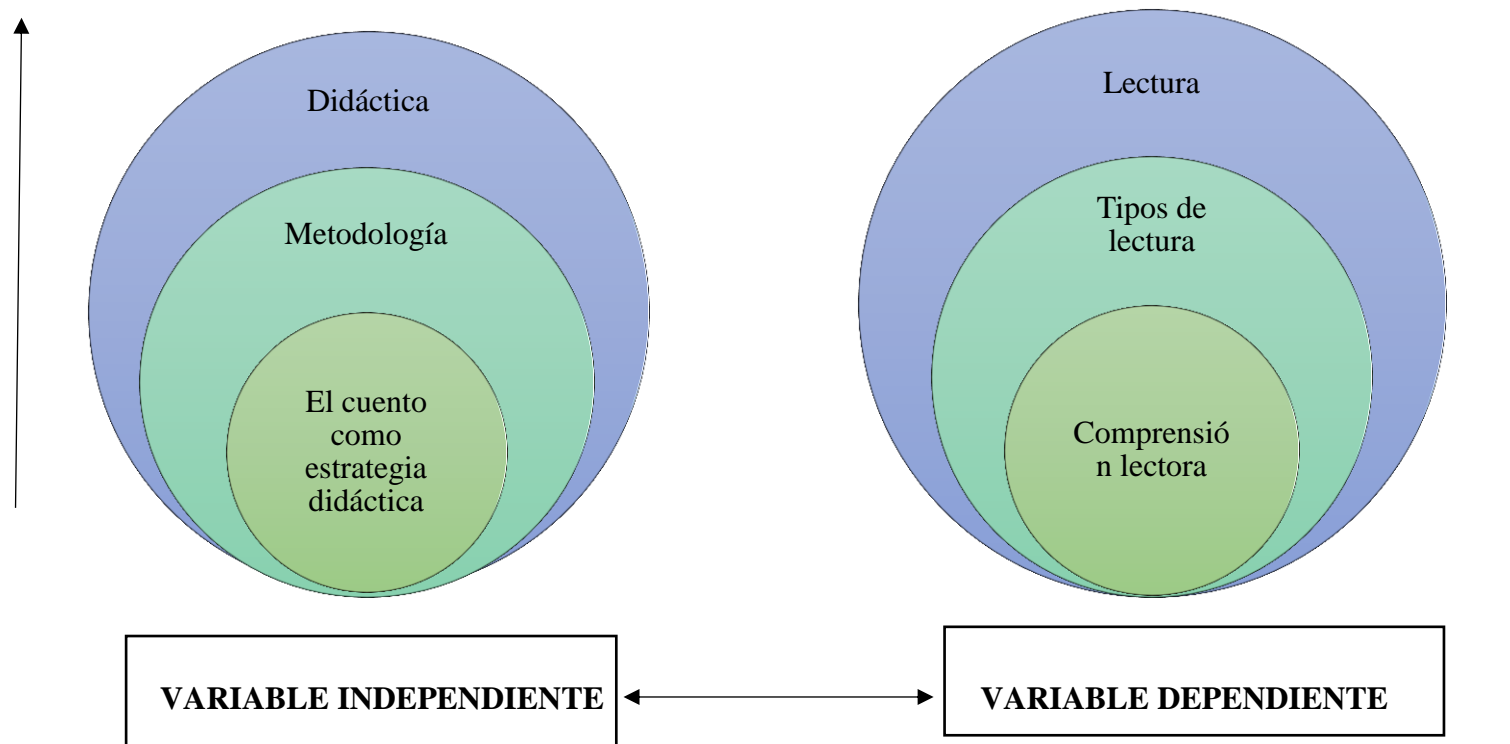 Didáctica
Metodología
El cuento
como
estrategia
didáctica
VARIABLE INDEPENDIENTE
Lectura
Tipos de
lectura
Comprensió
n lectora
VARIABLE DEPENDIENTE